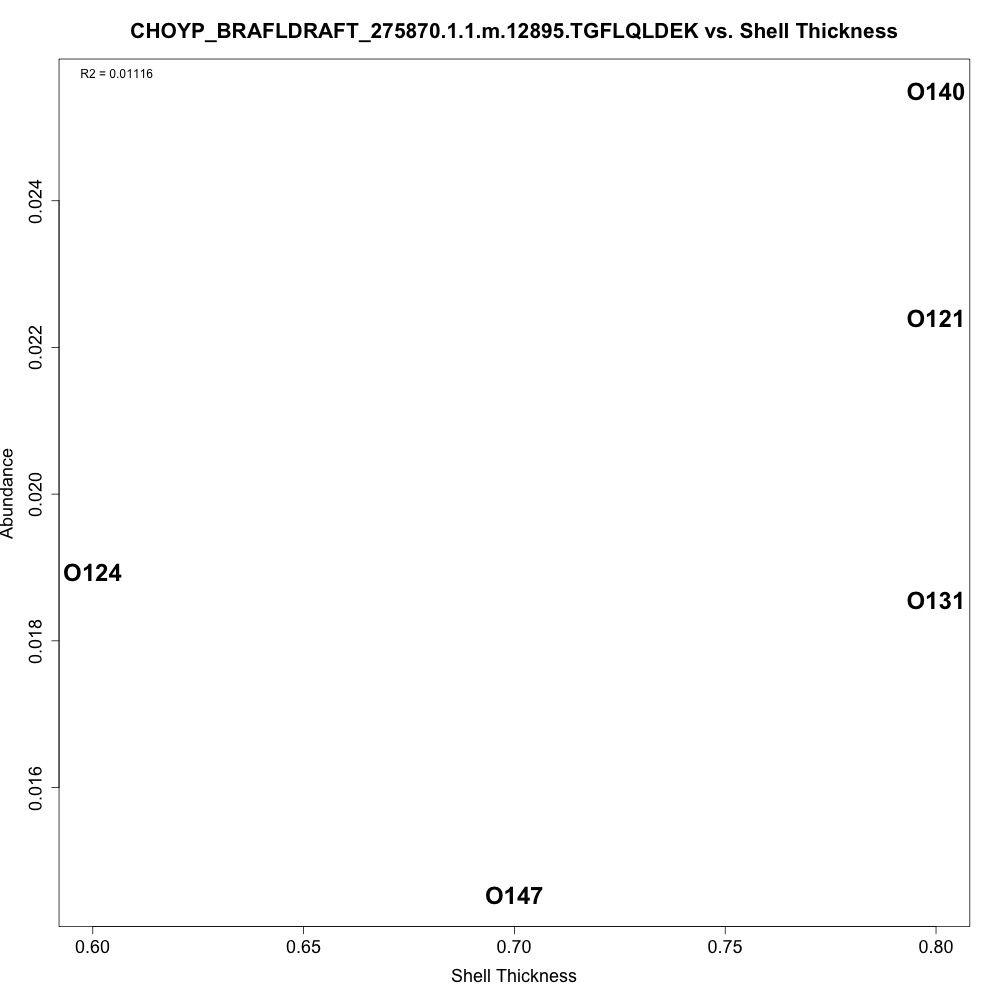 CHOYP_BRAFLDRAFT_275870.1.1.m.12895.TGFLQLDEK vs. Shell Thickness
R2 = 0.01116
O140
0.024
O121
0.022
Abundance
0.020
O124
O131
0.018
0.016
O147
0.60 0.65 0.70 0.75 0.80
Shell Thickness